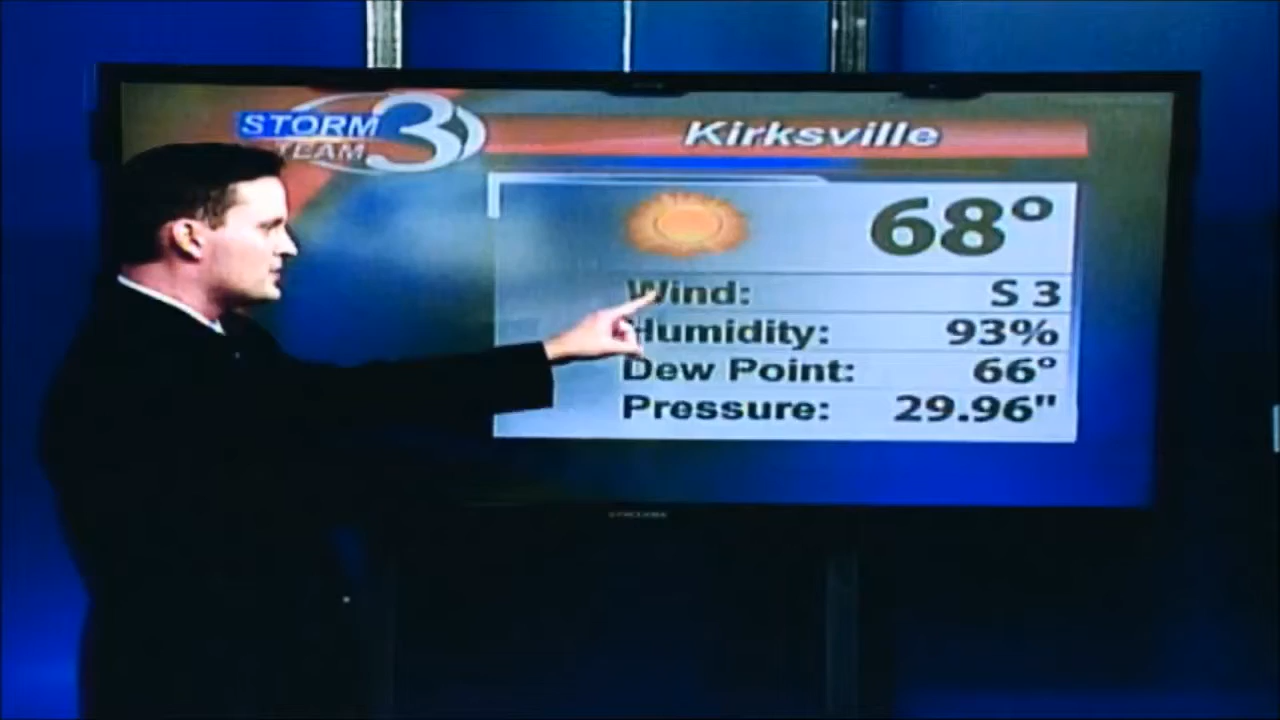 STORM
TEAM
3
Kirksville
68°
Wind: S 3
Humidity: 93%
Dew Point: 66°
Pressure: 29.96"